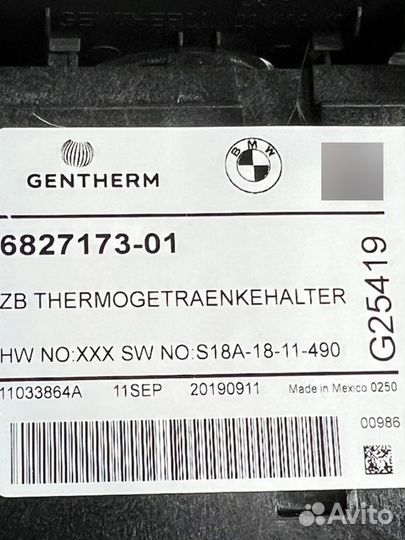 GENTHERM
GENTHERM
BMW
6827173-01
ZB THERMOGETRAENKEHALTER
HW NO:XXX SW NO:S18A-18-11-490
11033864A 11SEP 20190911 Made in Mexico 0250
00986
G25419
Avito